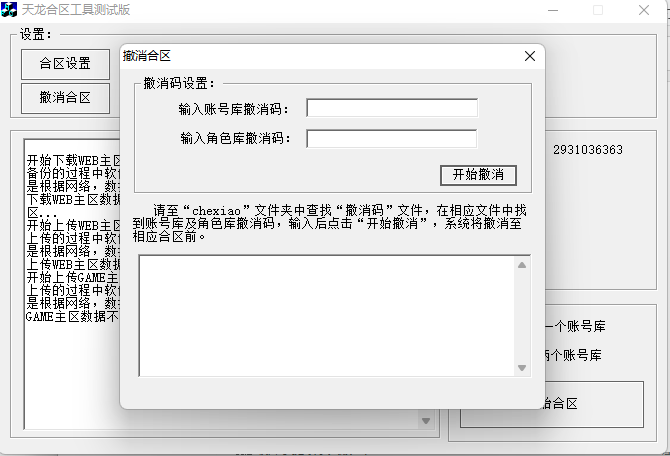 天龙合区工具测试版
设置：
合区设置
撤消合区
撤消合区
撤消码设置：
输入账号库撤消码：
输入角色库撤消码：
开始撤消
请至“chexiao”文件夹中查找“撤消码”文件，在相应文件中找
到账号库及角色库撤消码，输入后点击“开始撤消”，系统将撤消至
相应合区前。
开始下载WEB主区
备份的过程中软
是根据网络，数
下载WEB主区数据
区...
开始上传WEB主区
上传的过程中软
是根据网络，数
上传WEB主区数据
开始上传GAME主
上传的过程中软
是根据网络，数
GAME主区数据不
2931036363
一个账号库
两个账号库
合区